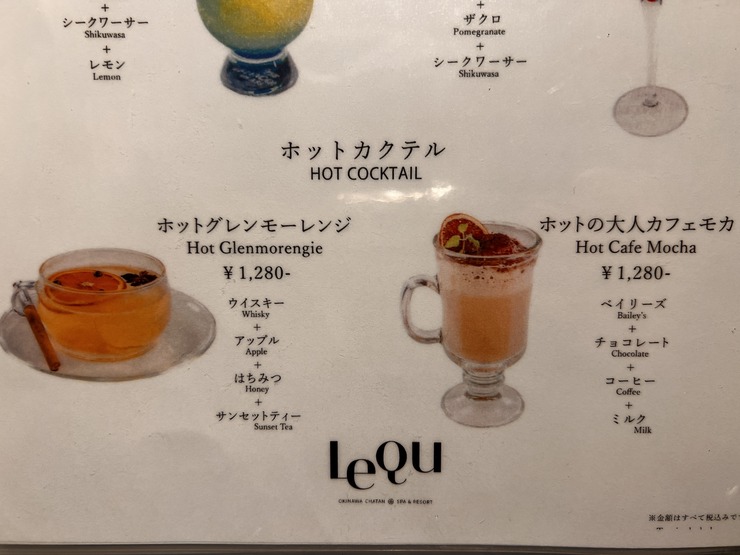 +
シークワーサー
Shikuwasa
+
レモン
Lemon
+
ザクロ
Pomegranate
+
シークワーサー
Shikuwasa
ホットカクテル
HOT COCKTAIL
ホットグレンモーレンジ
Hot Glenmorengie
¥1,280-
ウイスキー
Whisky
+
アップル
Apple
+
はちみつ
Honey
+
サンセットティー
Sunset Tea
ホットの大人カフェモカ
Hot Cafe Mocha
¥1,280-
ベイリーズ
Bailey's
+
チョコレート
Chocolate
+
コーヒー
Coffee
+
ミルク
Milk
LeQu
OKINAWA CHATAN @ SPA & RESORT
※金額はすべて税込みで